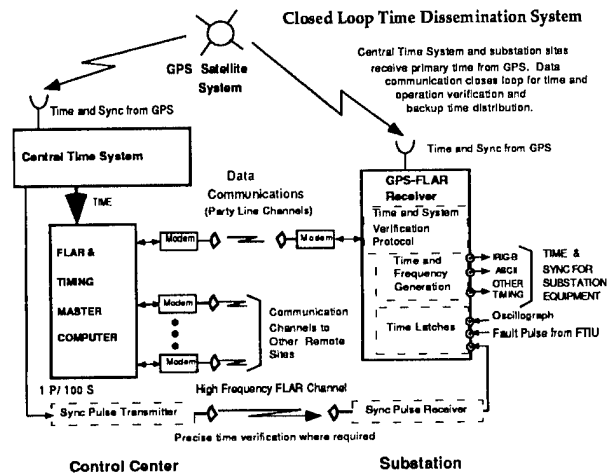 Closed Loop Time Dissemination System
GPS Satellite
System
Central Time System and substation sites
receive primary time from GPS. Data
communication closes loop for time and
operation verification and
backup time distribution.
Time and Sync from GPS
Time and Sync from GPS
Central Time System
TIME
Data
Communications
(Party Line Channels)
GPS-FLAR
Receiver
Time and System
Verification
Protocol
FLAR &
TIMING
MASTER
COMPUTER
Modem
Modem
Modem
Modem
Time and
Frequency
Generation
IRIG-B
ASCII
OTHER
TIMING
TIME &
SYNC FOR
SUBSTATION
EQUIPMENT
Communication
Channels to
Other Remote
Sites
Time Latches
Oscillograph
Fault Pulse from FTIU
1 P/ 100 S
High Frequency FLAR Channel
Sync Pulse Transmitter
Sync Pulse Receiver
Precise time verification where required
Control Center
Substation